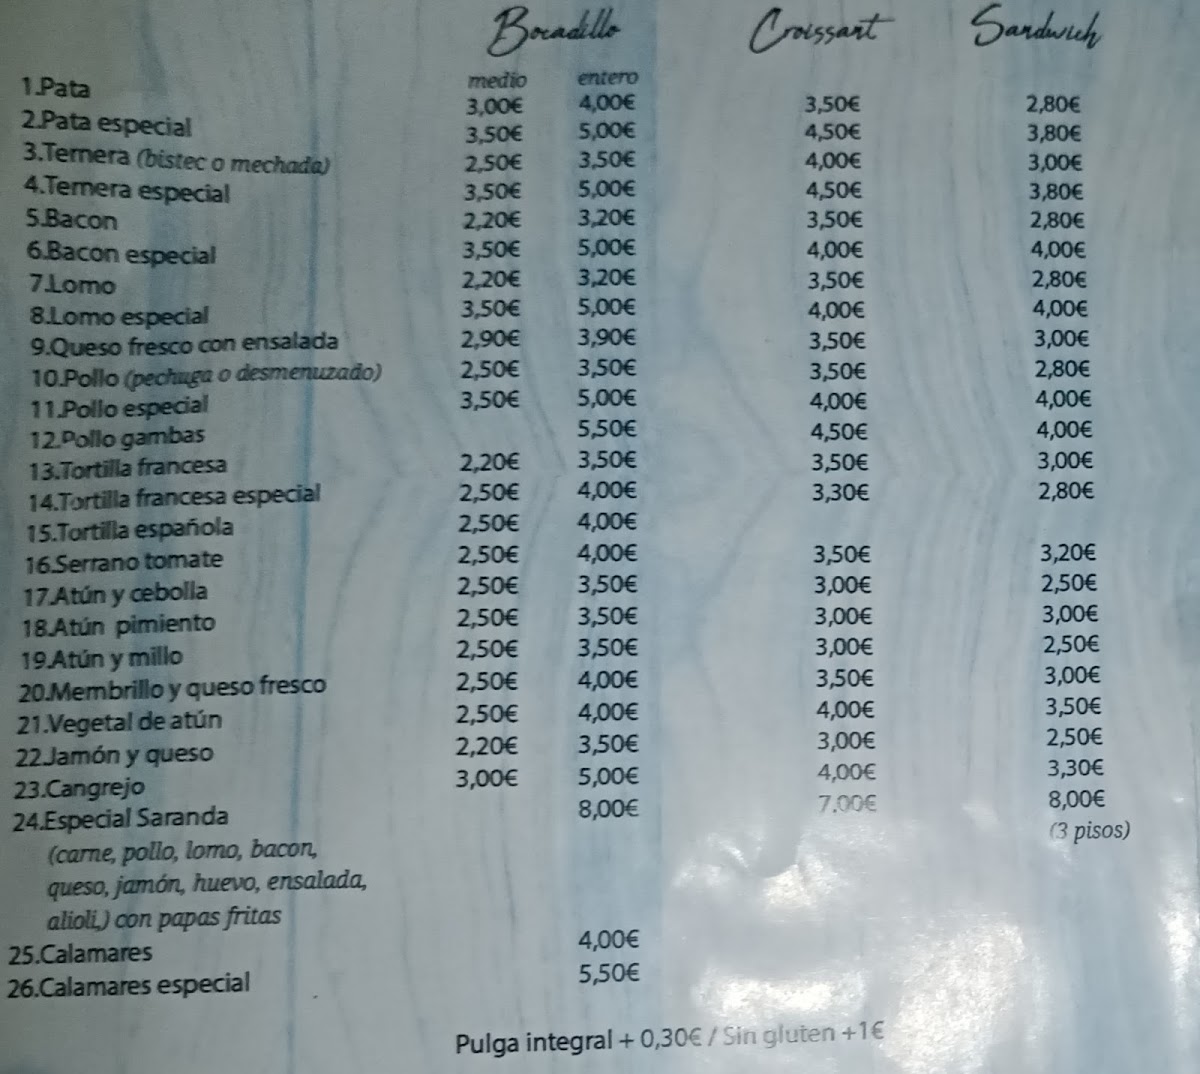 Bocadillo Croissant Sandwich
medio entero
1.Pata 3,00€ 4,00€ 3,50€ 2,80€
2.Pata especial 3,50€ 5,00€ 4,50€ 3,80€
3.Ternera (bistec o mechada) 2,50€ 3,50€ 4,00€ 3,00€
4.Ternera especial 3,50€ 5,00€ 4,50€ 3,80€
5.Bacon 2,20€ 3,20€ 3,50€ 2,80€
6.Bacon especial 3,50€ 5,00€ 4,00€ 4,00€
7.Lomo 2,20€ 3,20€ 3,50€ 2,80€
8.Lomo especial 3,50€ 5,00€ 4,00€ 4,00€
9.Queso fresco con ensalada 2,90€ 3,90€ 3,50€ 3,00€
10.Pollo (pechuga o desmenuzado) 2,50€ 3,50€ 3,50€ 2,80€
11.Pollo especial 3,50€ 5,00€ 4,00€ 4,00€
12.Pollo gambas 5,50€ 4,50€ 4,00€
13.Tortilla francesa 2,20€ 3,50€ 3,50€ 3,00€
14.Tortilla francesa especial 2,50€ 4,00€ 3,30€ 2,80€
15.Tortilla española 2,50€ 4,00€
16.Serrano tomate 2,50€ 4,00€ 3,50€ 3,20€
17.Atún y cebolla 2,50€ 3,50€ 3,00€ 2,50€
18.Atún pimiento 2,50€ 3,50€ 3,00€ 3,00€
19.Atún y millo 2,50€ 3,50€ 3,00€ 2,50€
20.Membrillo y queso fresco 2,50€ 4,00€ 3,50€ 3,00€
21.Vegetal de atún 2,50€ 4,00€ 4,00€ 3,50€
22.Jamón y queso 2,20€ 3,50€ 3,00€ 2,50€
23.Cangrejo 3,00€ 5,00€ 4,00€ 3,30€
24.Especial Saranda 8,00€ 7.00€ 8,00€
(3 pisos)
(carne, pollo, lomo, bacon,
queso, jamón, huevo, ensalada,
alioli,) con papas fritas
25.Calamares 4,00€
26.Calamares especial 5,50€
Pulga integral + 0,30€ / Sin gluten +1€